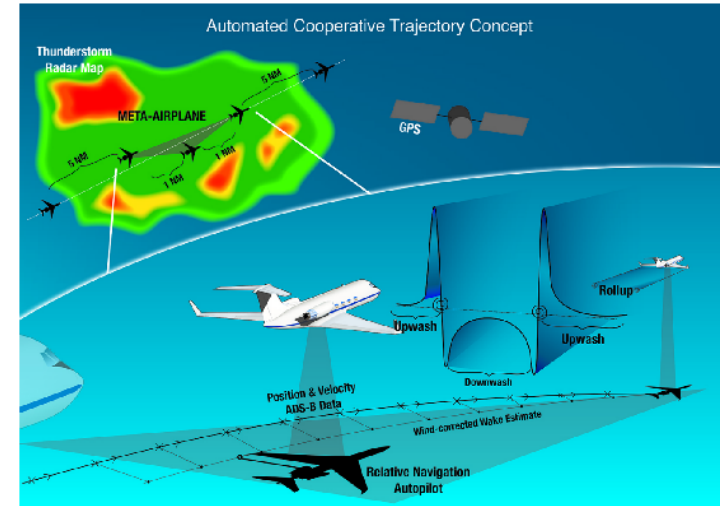 Automated Cooperative Trajectory Concept
Thunderstorm
Radar Map
5 NM
META-AIRPLANE
GPS
5 NM
1 NM
1 NM
Rollup
Upwash
Upwash
Downwash
Position & Velocity
ADS-B Data
Wind-corrected Wake Estimate
Relative Navigation
Autopilot